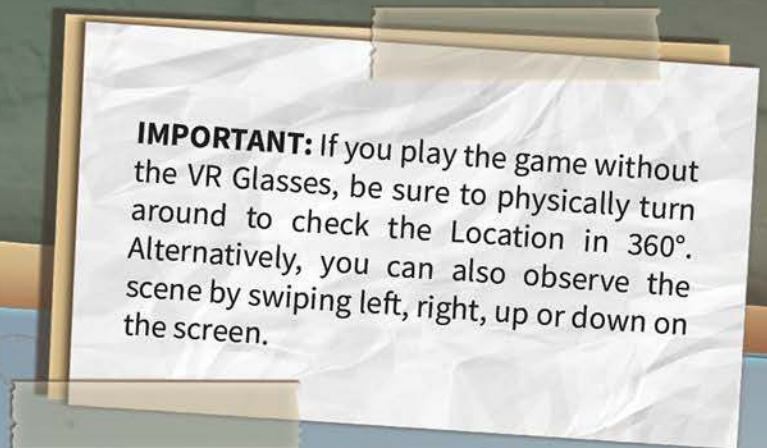 IMPORTANT: If you play the game without
the VR Glasses, be sure to physically turn
around to check the Location in 360°.
Alternatively, you can also observe the
scene by swiping left, right, up or down on
the screen.